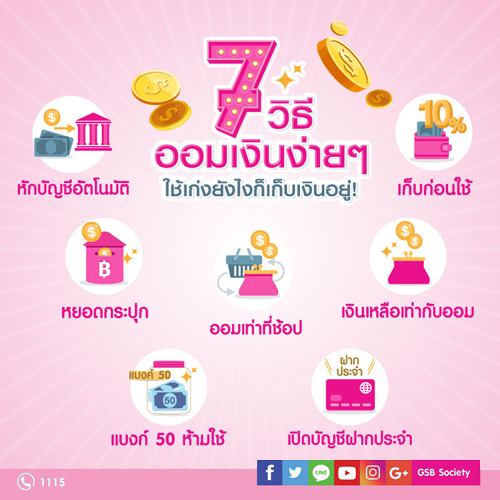 7
วิธี
ออมเงินง่ายๆ
ใช้เก่งยังไงก็เก็บเงินอยู่!
หักบัญชีอัตโนมัติ
10%
เก็บก่อนใช้
฿
หยอดกระปุก
ออมเท่าที่ช้อป
เงินเหลือเท่ากับออม
แบงค์ 50
50
แบงก์ 50 ห้ามใช้
ฝาก
ประจำ
เปิดบัญชีฝากประจำ
1115
LINE
GSB Society